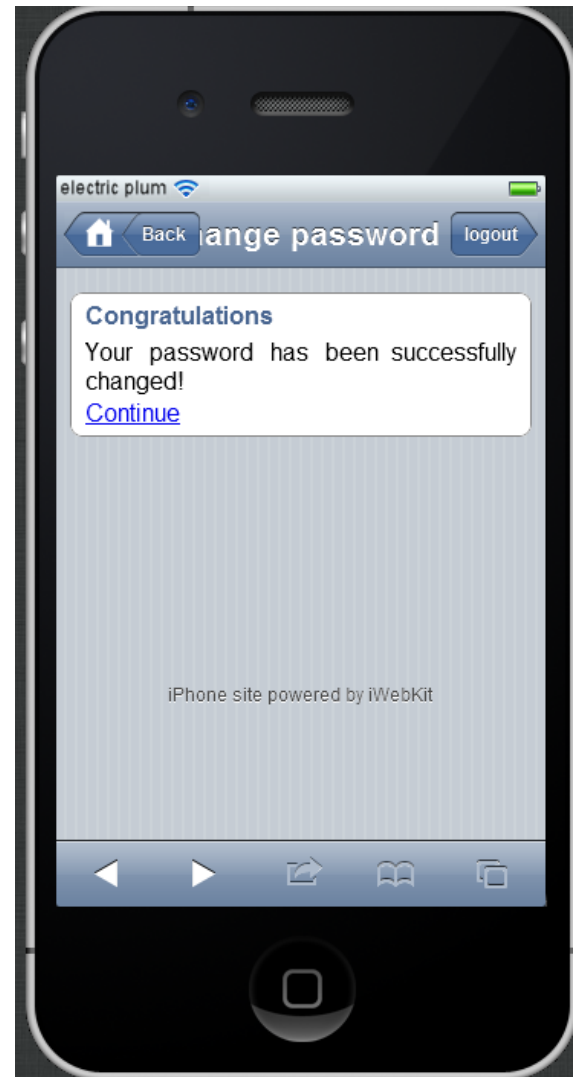 electric plum
Back ange password logout
Congratulations
Your password has been successfully
changed!
Continue
iPhone site powered by iWebKit